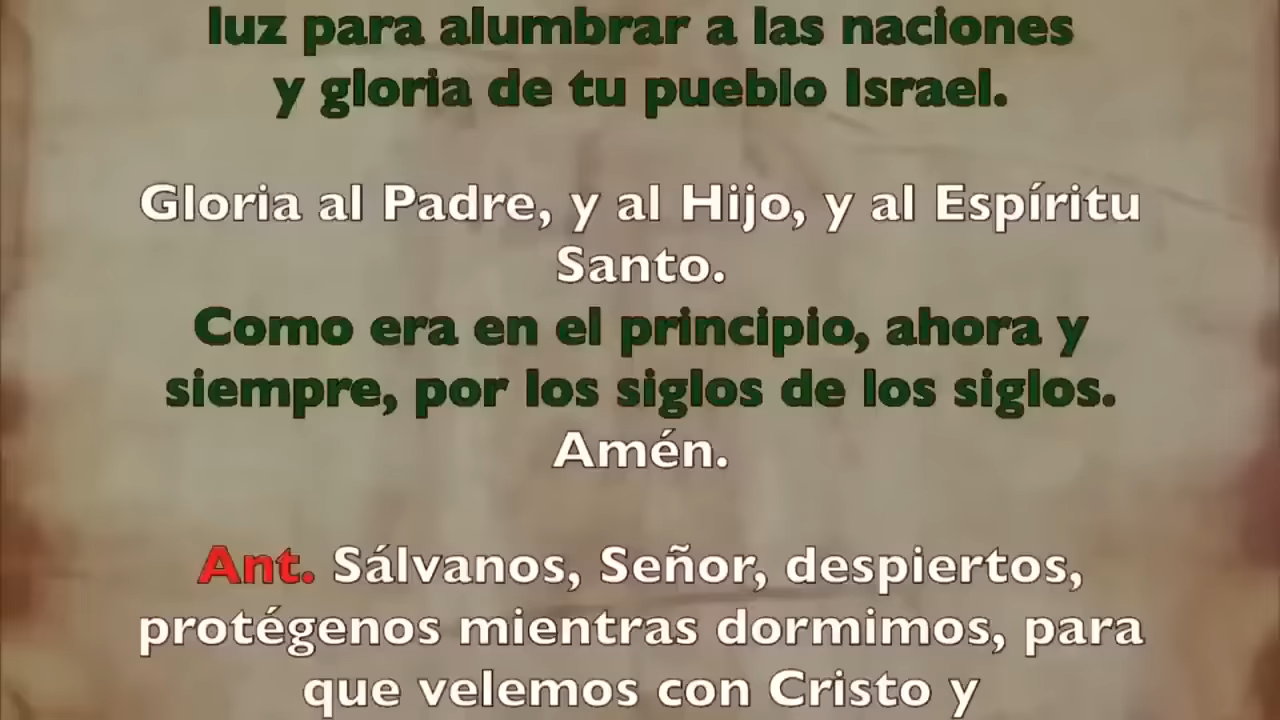 luz para alumbrar a las naciones
y gloria de tu pueblo Israel.
Gloria al Padre, y al Hijo, y al Espíritu
Santo.
Como era en el principio, ahora y
siempre, por los siglos de los siglos.
Amén.
Ant. Sálvanos, Señor, despiertos,
protégenos mientras dormimos, para
que velemos con Cristo y